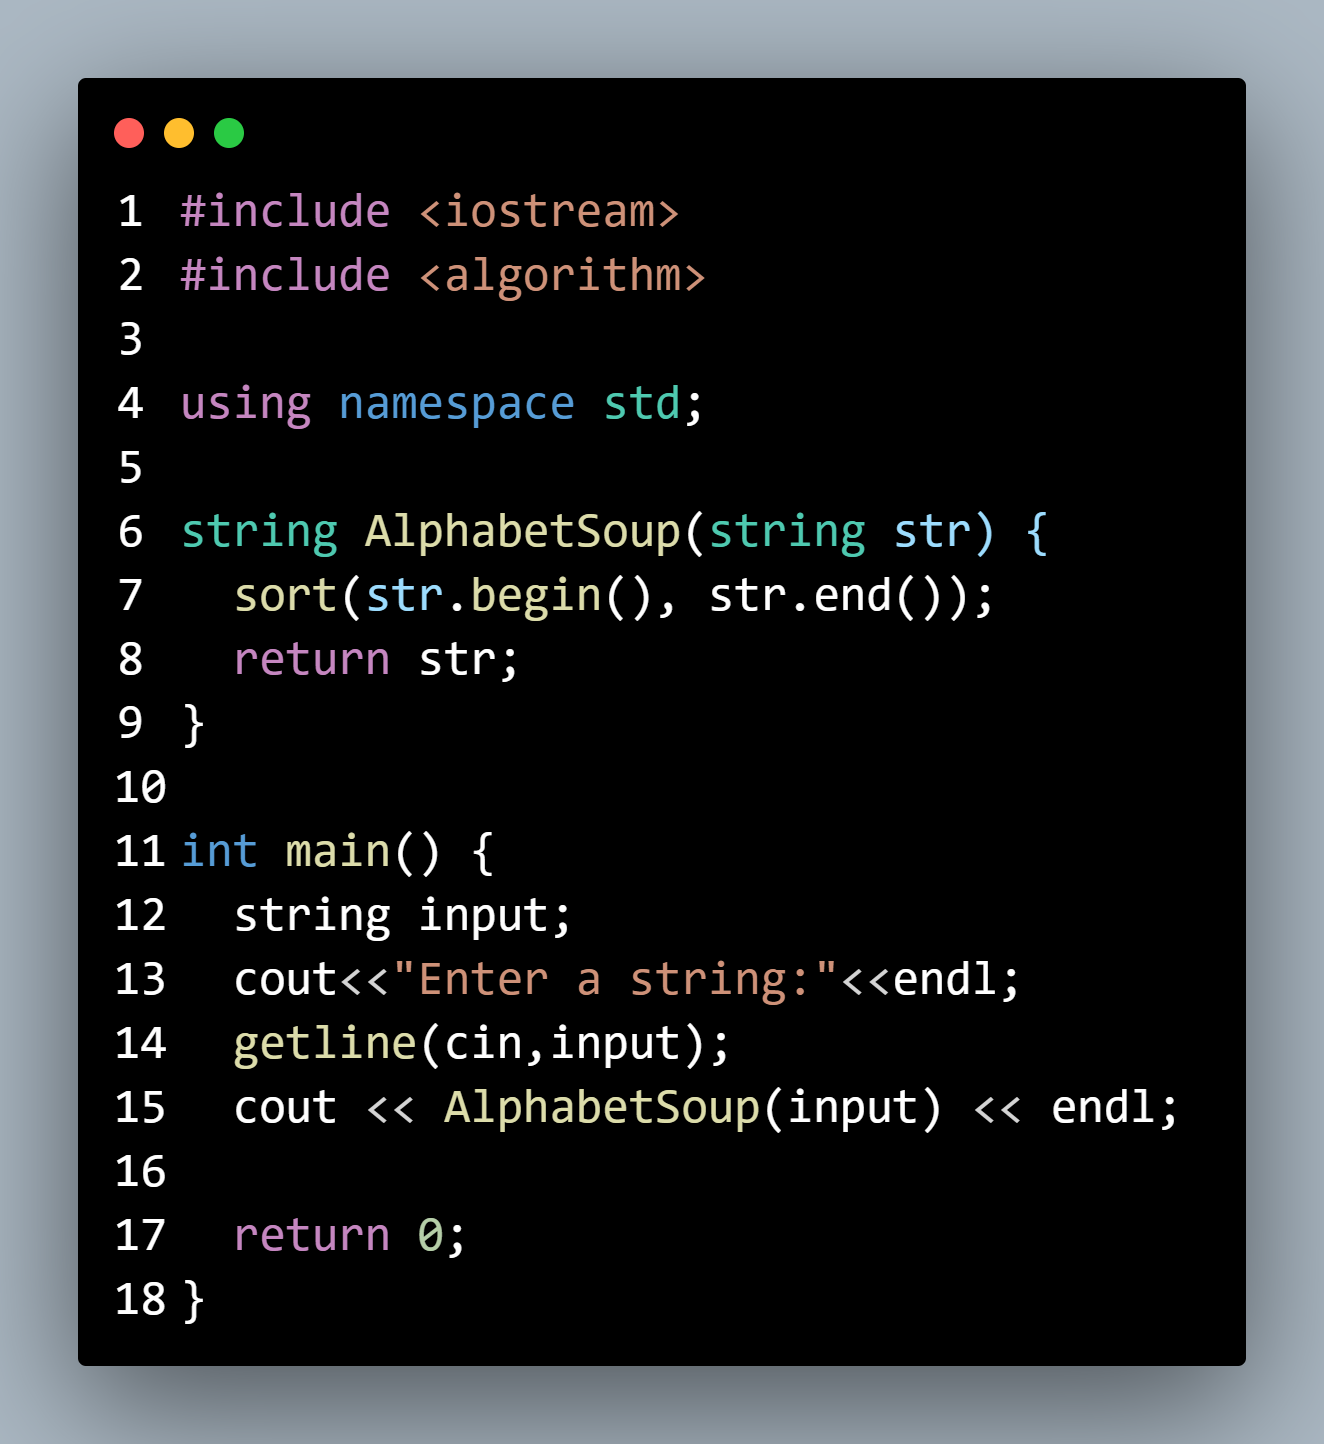 1 #include <iostream>
2 #include <algorithm>
3
4 using namespace std;
5
6 string AlphabetSoup(string str) {
7   sort(str.begin(), str.end());
8   return str;
9 }
10
11 int main() {
12   string input;
13   cout<<"Enter a string:"<<endl;
14   getline(cin,input);
15   cout << AlphabetSoup(input) << endl;
16
17   return 0;
18 }